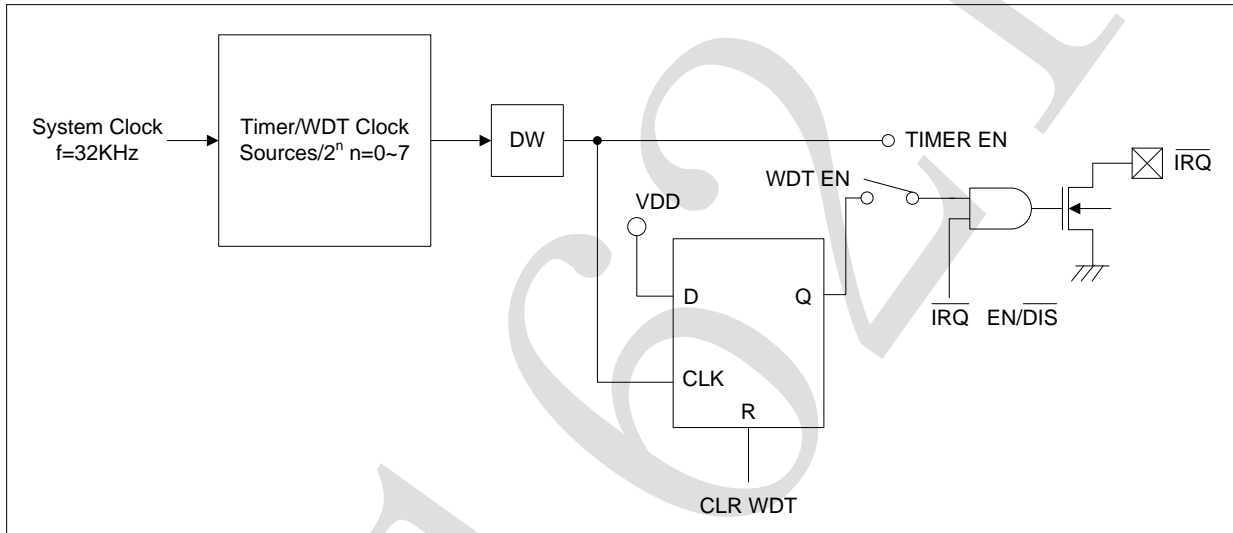 System Clock
f=32KHz
Timer/WDT Clock
Sources/2ⁿ n=0~7
DW
TIMER EN
WDT EN
IRQ
VDD
D
Q
CLK
R
IRQ EN/DIS
CLR WDT